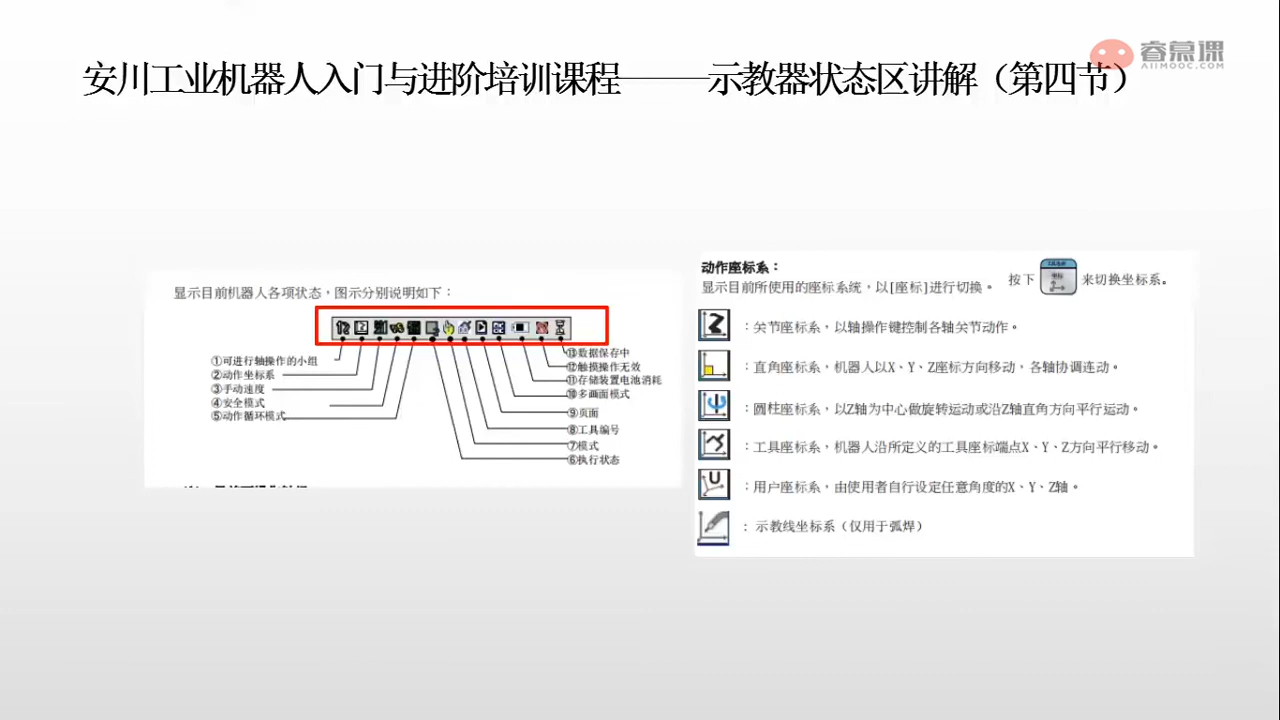 安川工业机器人入门与进阶培训课程———示教器状态区讲解（第四节）
睿慕课
AIIMOOC.COM
显示目前机器人各项状态，图示分别说明如下：
①可进行轴操作的小组
②动作坐标系
③手动速度
④安全模式
⑤动作循环模式
⑬数据保存中
⑫触摸操作无效
⑪存储装置电池消耗
⑩多画面模式
⑨页面
⑧工具编号
⑦模式
⑥执行状态
动作座标系：
显示目前所使用的座标系统，以[座标]进行切换。
按下 坐标 来切换坐标系。
：关节座标系，以轴操作键控制各轴关节动作。
：直角座标系，机器人以X、Y、Z座标方向移动，各轴协调连动。
：圆柱座标系，以Z轴为中心做旋转运动或沿Z轴直角方向平行运动。
：工具座标系，机器人沿所定义的工具座标端点X、Y、Z方向平行移动。
：用户座标系，由使用者自行设定任意角度的X、Y、Z轴。
：示教线坐标系（仅用于弧焊）